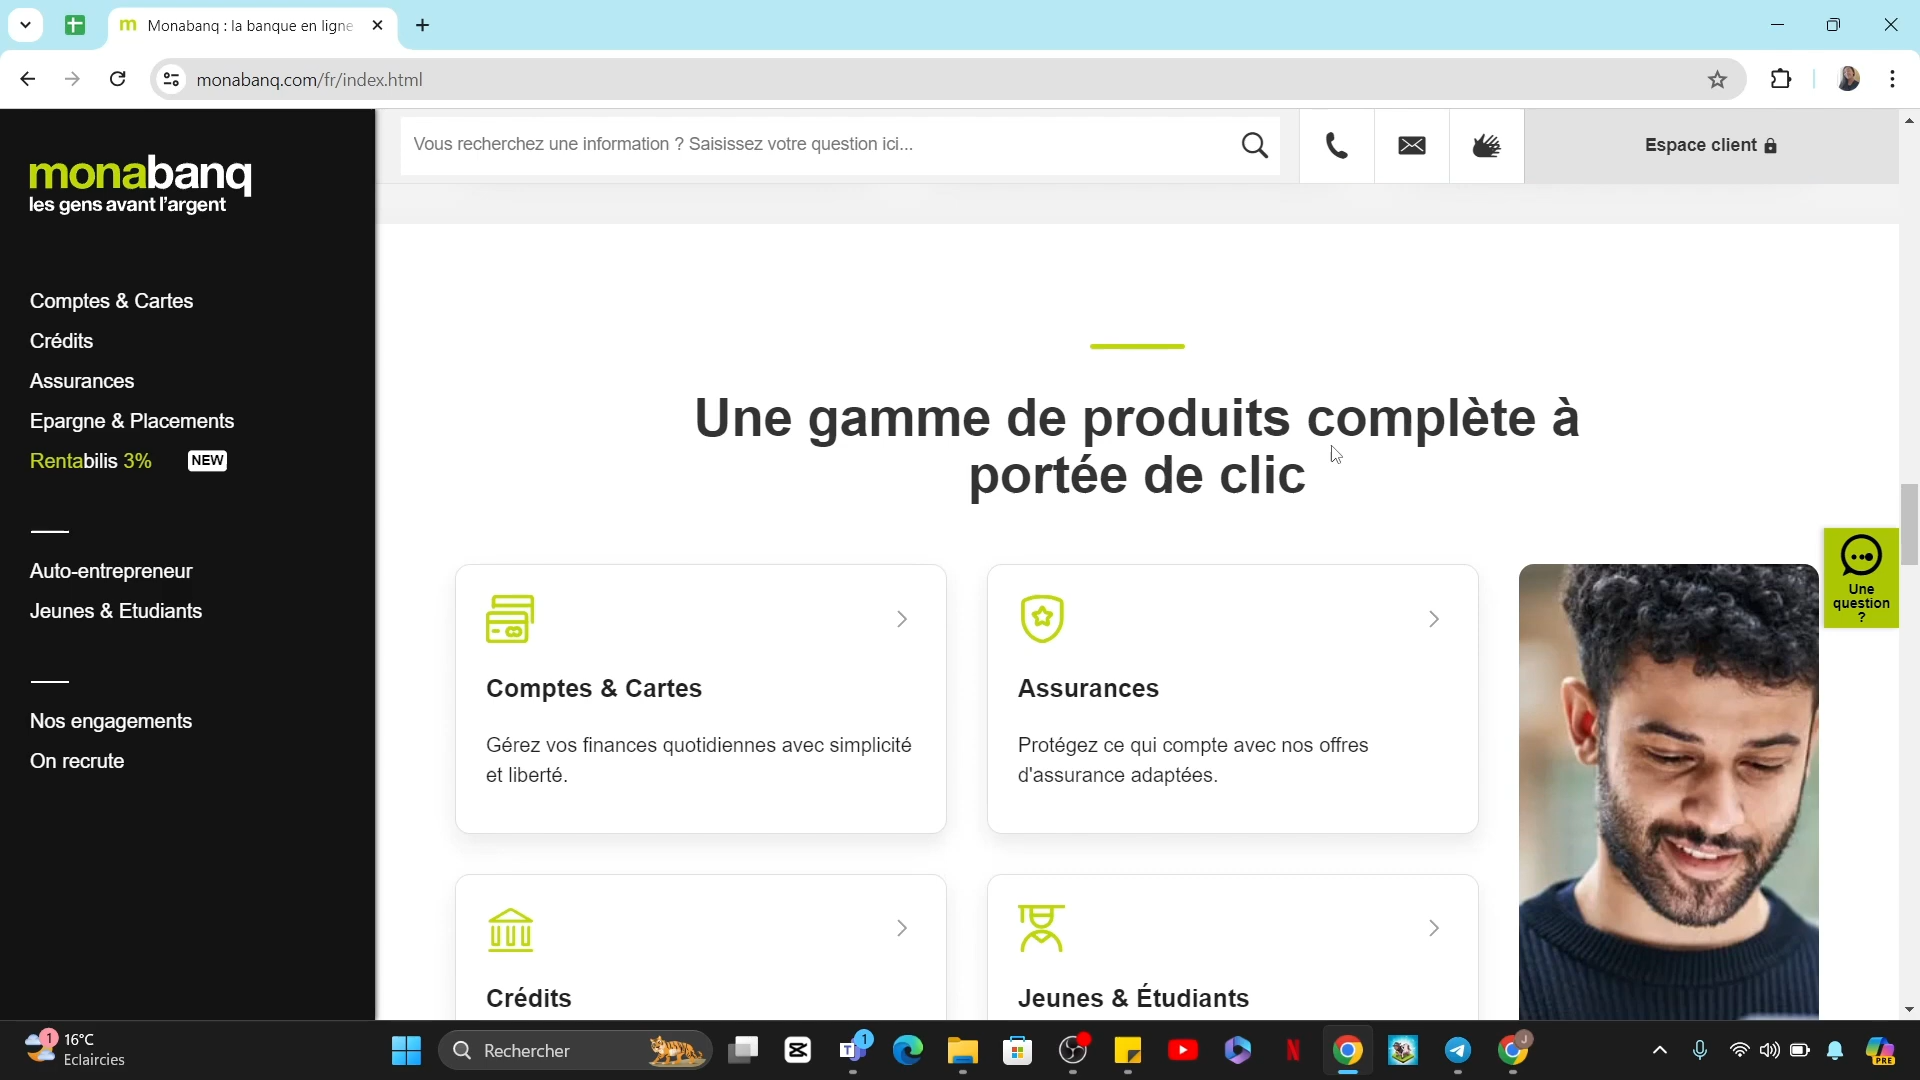 Monabanq : la banque en ligne
monabanq.com/fr/index.html
monabanq
les gens avant l'argent
Vous recherchez une information ? Saisissez votre question ici...
Espace client
Comptes & Cartes
Crédits
Assurances
Epargne & Placements
Rentabilis 3% NEW
Auto-entrepreneur
Jeunes & Etudiants
Nos engagements
On recrute
Une gamme de produits complète à
portée de clic
Comptes & Cartes
Gérez vos finances quotidiennes avec simplicité
et liberté.
Assurances
Protégez ce qui compte avec nos offres
d'assurance adaptées.
Crédits
Jeunes & Étudiants
Une
question
?
1
16°C
Eclaircies
Rechercher
1
J
PRE